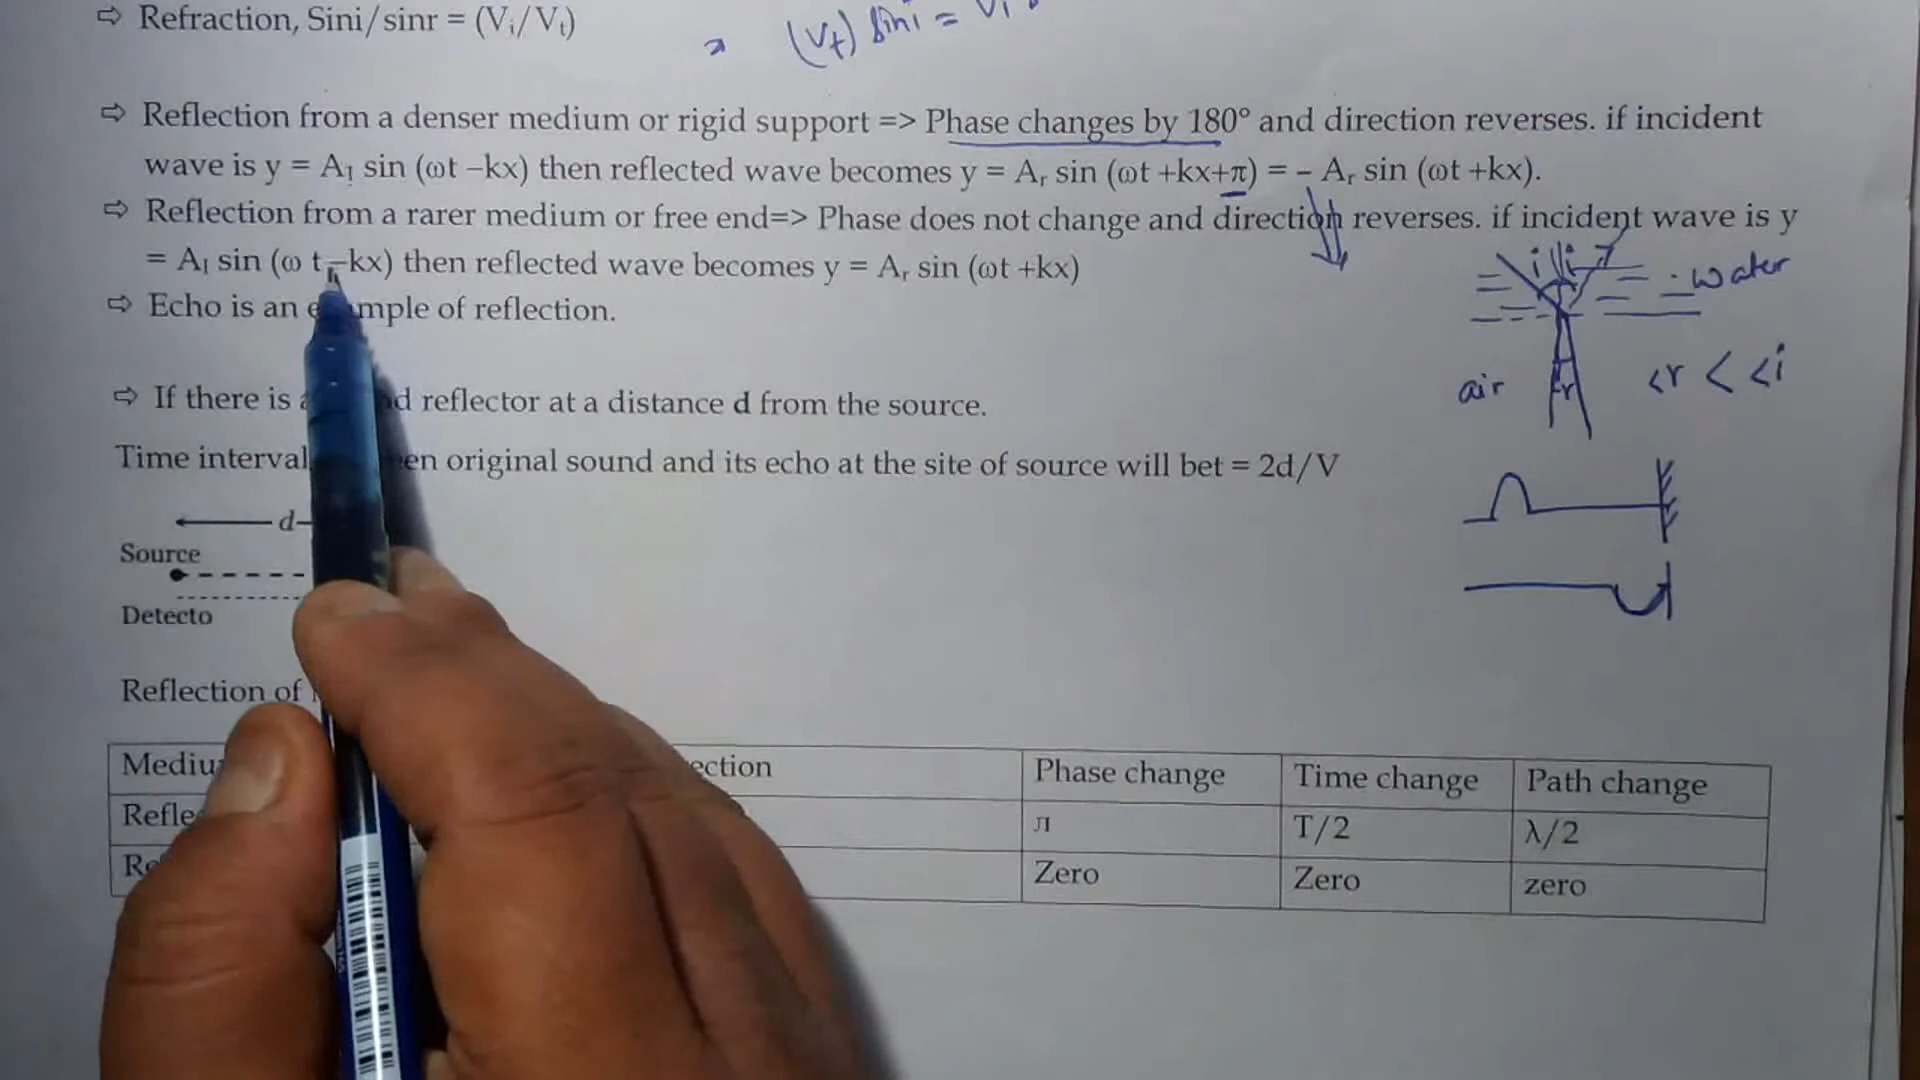 ⇨ Refraction, Sini/sinr = (Vi/Vt)
(Vt) sini = Vi
⇨ Reflection from a denser medium or rigid support => Phase changes by 180° and direction reverses. if incident
wave is y = A1 sin (ωt –kx) then reflected wave becomes y = Ar sin (ωt +kx+π) = – Ar sin (ωt +kx).
⇨ Reflection from a rarer medium or free end=> Phase does not change and direction reverses. if incident wave is y
= AI sin (ω t –kx) then reflected wave becomes y = Ar sin (ωt +kx)
i i
water
⇨ Echo is an example of reflection.
air r <r < <i
⇨ If there is reflector at a distance d from the source.
Time interval original sound and its echo at the site of source will bet = 2d/V
d
Source
Detecto
Reflection of
Phase change Time change Path change
π T/2 λ/2
Zero Zero zero